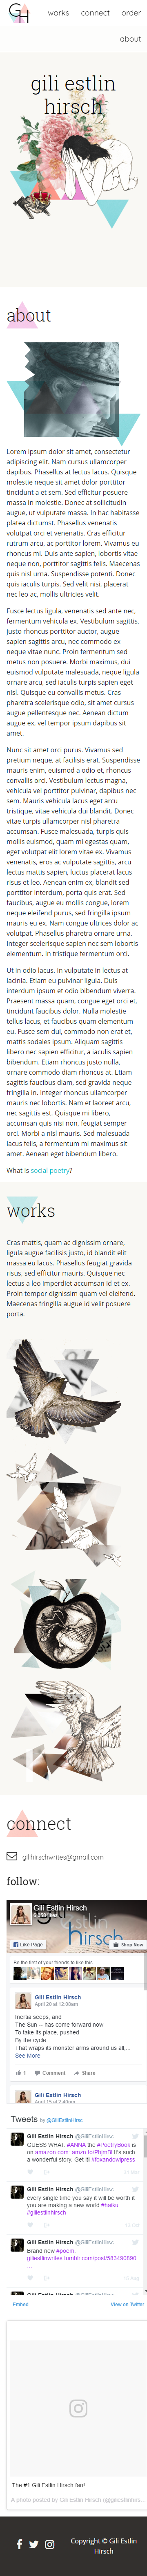 GH
works
connect
order
about
gili estlin
hirsch
about
Lorem ipsum dolor sit amet, consectetur
adipiscing elit. Mam cursus ullamcorper
dapibus. Phasellus at lectus lacus. Quisque
molestie neque sit amet dolor porttitor
tincidunt a et sem. Sed efficitur posuere
massa in molestie. Donec at sollicitudin
augue, ut vulputate massa. In hac habitasse
platea dictumst. Phasellus venenatis
volutpat orci et venenatis. Cras efficitur
rutrum arcu, ac porttitor lorem. Vivamus eu
rhoncus mi. Duis ante sapien, lobortis vitae
neque non, porttitor sagittis felis. Maecenas
quis nisl urna. Suspendisse potenti. Donec
quis iaculis turpis. Sed velit nisi, placerat
nec leo ac, mollis ultricies velit.
Fusce lectus ligula, venenatis sed ante nec,
fermentum vehicula ex. Vestibulum sagittis,
justo rhoncus porttitor auctor, augue
sapien sagittis arcu, nec commodo ex
neque vitae nunc. Proin fermentum sed
metus non posuere. Morbi maximus, dui
euismod vulputate malesuada, neque ligula
ornare arcu, sed iaculis turpis sapien eget
nisl. Quisque eu convallis metus. Cras
pharetra scelerisque odio, sit amet cursus
augue pellentesque nec. Aenean dictum
augue ex, vel tempor ipsum dapibus sit
amet.
Nunc sit amet orci purus. Vivamus sed
pretium neque, at facilisis erat. Suspendisse
mauris enim, euismod a odio et, rhoncus
convallis orci. Vestibulum lectus magna,
vehicula vel porttitor pulvinar, dapibus nec
sem. Mauris vehicula lacus eget arcu
tristique, vitae vehicula dui blandit. Donec
vitae turpis ullamcorper nisl pharetra
accumsan. Fusce malesuada, turpis quis
mollis euismod, quam mi egestas quam,
eget volutpat elit lorem vitae ex. Vivamus
venenatis, eros ac vulputate sagittis, arcu
lectus mattis sapien, luctus placerat lacus
risus et leo. Aenean enim ex, blandit sed
porttitor interdum, porta quis erat. Sed
faucibus, augue eu mollis congue, lorem
neque eleifend purus, sed fringilla ipsum
mauris eu ex. Nam congue ultrices dolor ac
volutpat. Phasellus pharetra ornare urna.
Integer scelerisque sapien nec sem lobortis
elementum. In tristique fermentum orci.
Ut in odio lacus. In vulputate in lectus at
lacinia. Etiam eu pulvinar ligula. Duis
interdum ipsum et odio bibendum viverra.
Praesent massa quam, congue eget orci et,
tincidunt faucibus dolor. Nulla molestie
tellus lacus, et faucibus quam elementum
eu. Fusce sem dui, commodo non erat et,
mattis sodales ipsum. Aliquam sagittis
libero nec sapien efficitur, a iaculis sapien
bibendum. Etiam rhoncus justo nulla,
ornare commodo diam rhoncus at. Etiam
sagittis faucibus diam, sed gravida neque
fringilla in. Integer rhoncus ullamcorper
mauris nec lobortis. Nam et laoreet arcu,
nec sagittis est. Quisque mi libero,
accumsan quis nisi non, feugiat semper
orci. Morbi a nisl mauris. Sed malesuada
lacus felis, a fermentum mi maximus sit
amet. Aenean eget bibendum libero.
What is social poetry?
works
Cras mattis, quam ac dignissim ornare,
ligula augue facilisis justo, id blandit elit
massa eu lacus. Phasellus feugiat gravida
risus, sed efficitur mauris. Quisque nec
lectus a leo imperdiet accumsan id et ex.
Proin tempor dignissim quam vel eleifend.
Maecenas fringilla augue id velit posuere
porta.
connect
gilihirschwrites@gmail.com
follow:
Gili Estlin Hirsch
hirsch
Like Page
Shop Now
Be the first of your friends to like this
Gili Estlin Hirsch
April 20 at 12:08am
Inertia seeps, and
The Sun -- has come forward now
To take its place, pushed
By the cycle
That wraps its monster arms around us all....
See More
1
Comment
Share
Gili Estlin Hirsch
Tweets by @GiliEstlinHirsc
Gili Estlin Hirsch @GiliEstlinHirsc
GUESS WHAT: #ANNA the #PoetryBook is
on amazon.com: amzn.to/PbjmBl It's such
a wonderful story. Get it! #foxandowlpress
Gili Estlin Hirsch @GiliEstlinHirsc
every single time you say it will be worth it
you are making a world #haiku
#giliestlinhirsch
Gili Estlin Hirsch @GiliEstlinHirsc
Brand new #poem.
giliestlinwrites.tumblr.com/post/583490890
Embed
View on Twitter
The #1 Gili Estlin Hirsch fan!
A photo posted by Gili Estlin Hirsch (@giliestlinhirs..
Copyright © Gili Estlin
Hirsch